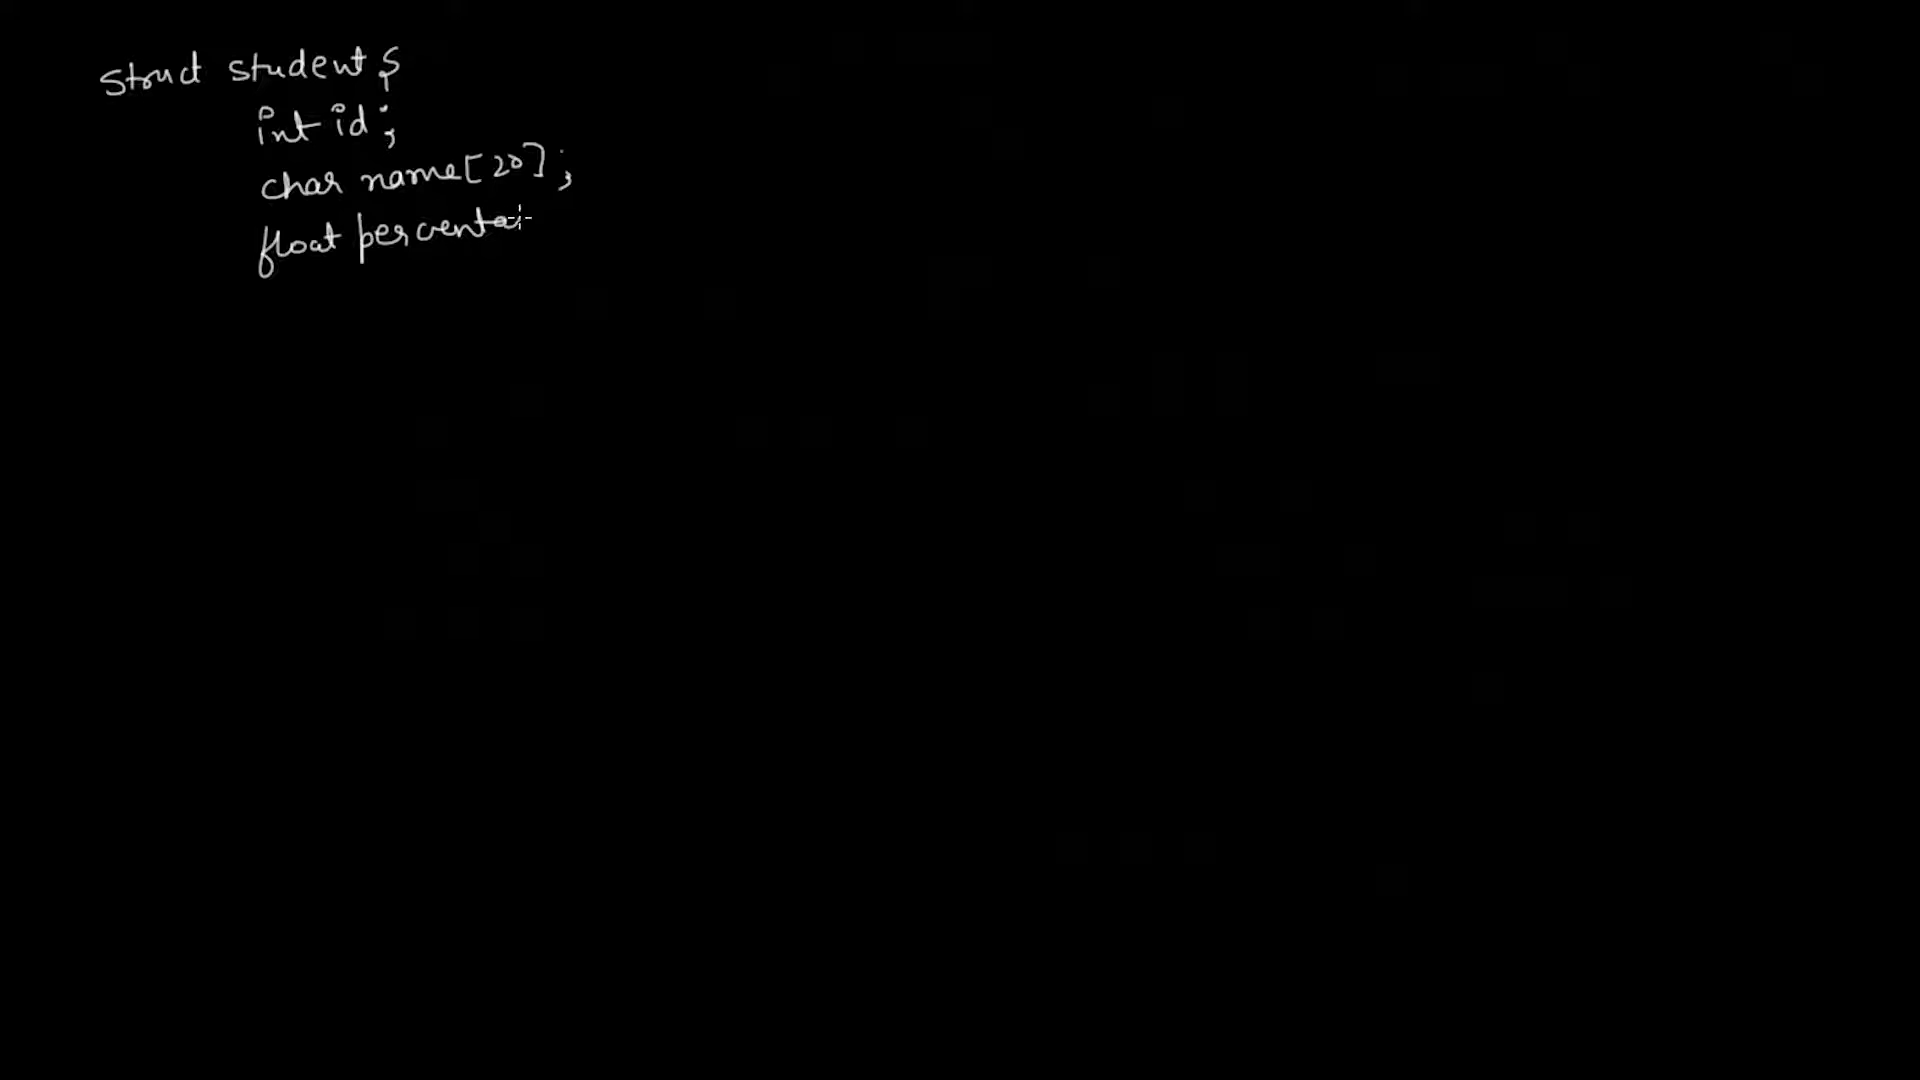 struct student {
int id;
char name[20];
float percenta